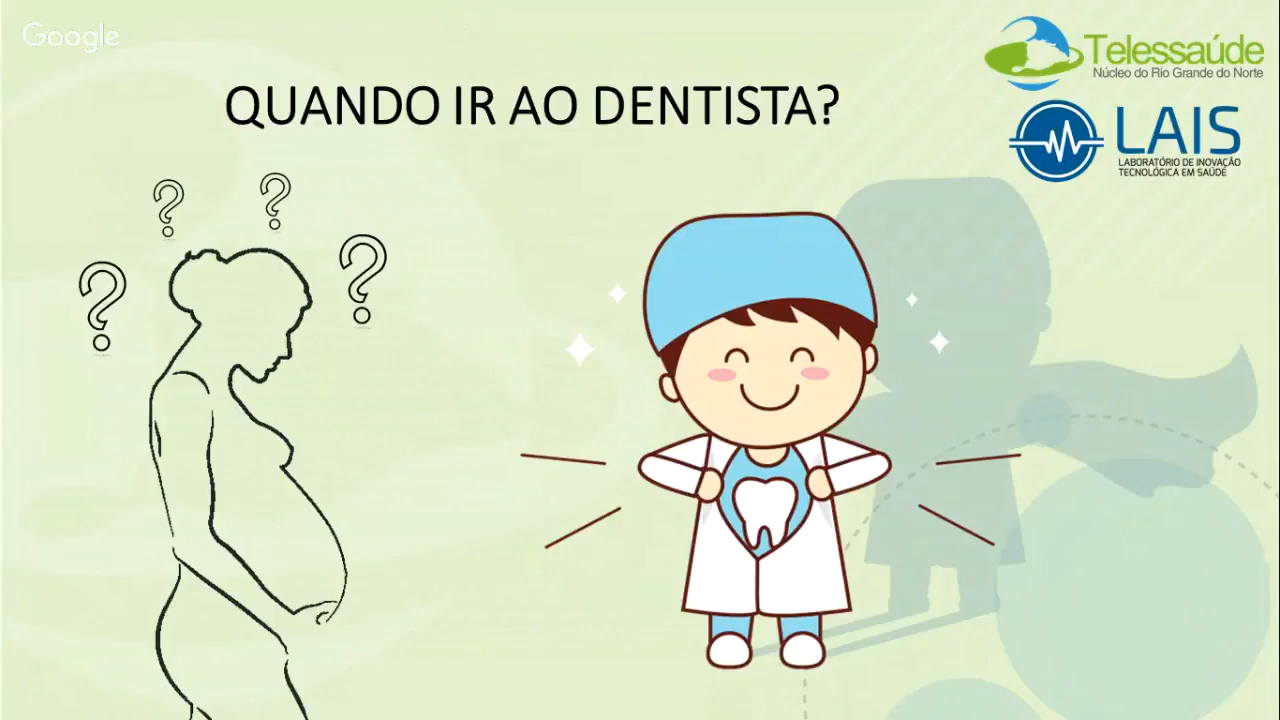 Google
Telessaúde
Núcleo do Rio Grande do Norte
QUANDO IR AO DENTISTA?
LAIS
LABORATÓRIO DE INOVAÇÃO
TECNOLÓGICA EM SAÚDE
? ?
? ?